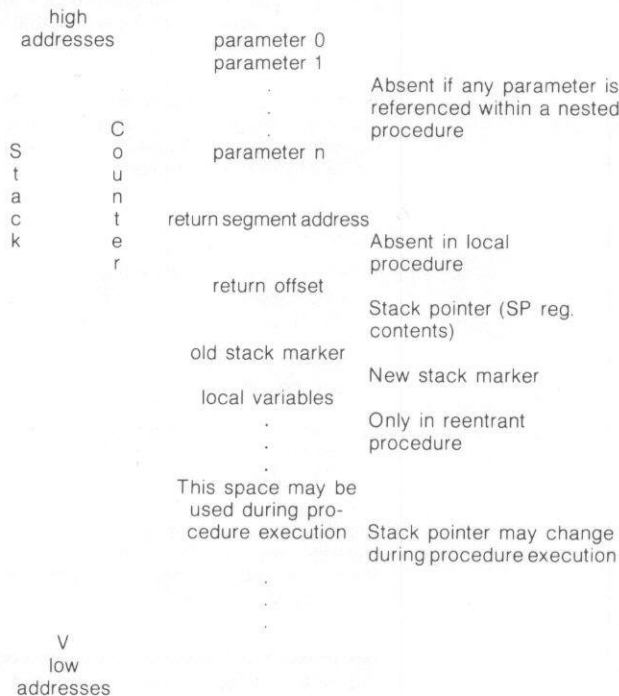 high
addresses
parameter 0
parameter 1
.
.
.
Absent if any parameter is
referenced within a nested
procedure
Stack
Counter
parameter n
return segment address
Absent in local
procedure
return offset
Stack pointer (SP reg.
contents)
old stack marker
New stack marker
local variables
.
.
.
Only in reentrant
procedure
This space may be
used during pro-
cedure execution
Stack pointer may change
during procedure execution
.
.
.
V
low
addresses